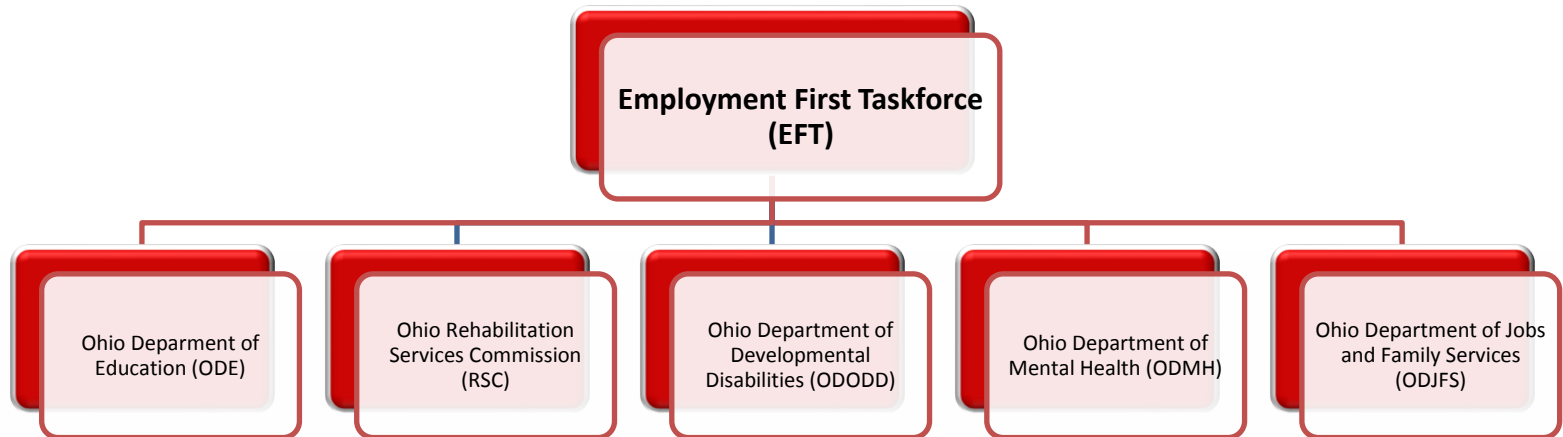 Employment First Taskforce
(EFT)
Ohio Deparment of
Education (ODE)
Ohio Rehabilitation
Services Commission
(RSC)
Ohio Department of
Developmental
Disabilities (ODODD)
Ohio Department of
Mental Health (ODMH)
Ohio Department of Jobs
and Family Services
(ODJFS)